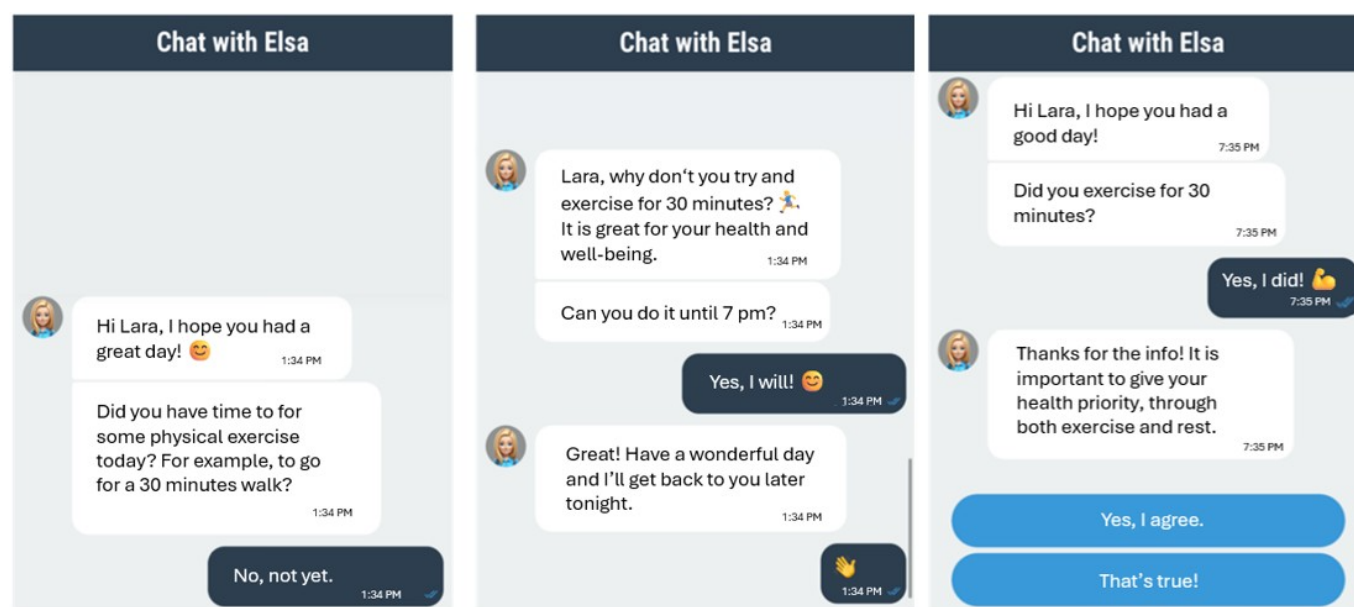 Chat with Elsa
Hi Lara, I hope you had a
great day! 😊
1:34 PM
Did you have time to for
some physical exercise
today? For example, to go
for a 30 minutes walk?
1:34 PM
No, not yet.
1:34 PM
Chat with Elsa
Lara, why don‘t you try and
exercise for 30 minutes? 🏃
It is great for your health and
well-being.
1:34 PM
Can you do it until 7 pm?
1:34 PM
Yes, I will! 😊
1:34 PM
Great! Have a wonderful day
and I’ll get back to you later
tonight.
1:34 PM
👋
1:34 PM
Chat with Elsa
Hi Lara, I hope you had a
good day!
7:35 PM
Did you exercise for 30
minutes?
7:35 PM
Yes, I did! 💪
7:35 PM
Thanks for the info! It is
important to give your
health priority, through
both exercise and rest.
7:35 PM
Yes, I agree.
That’s true!